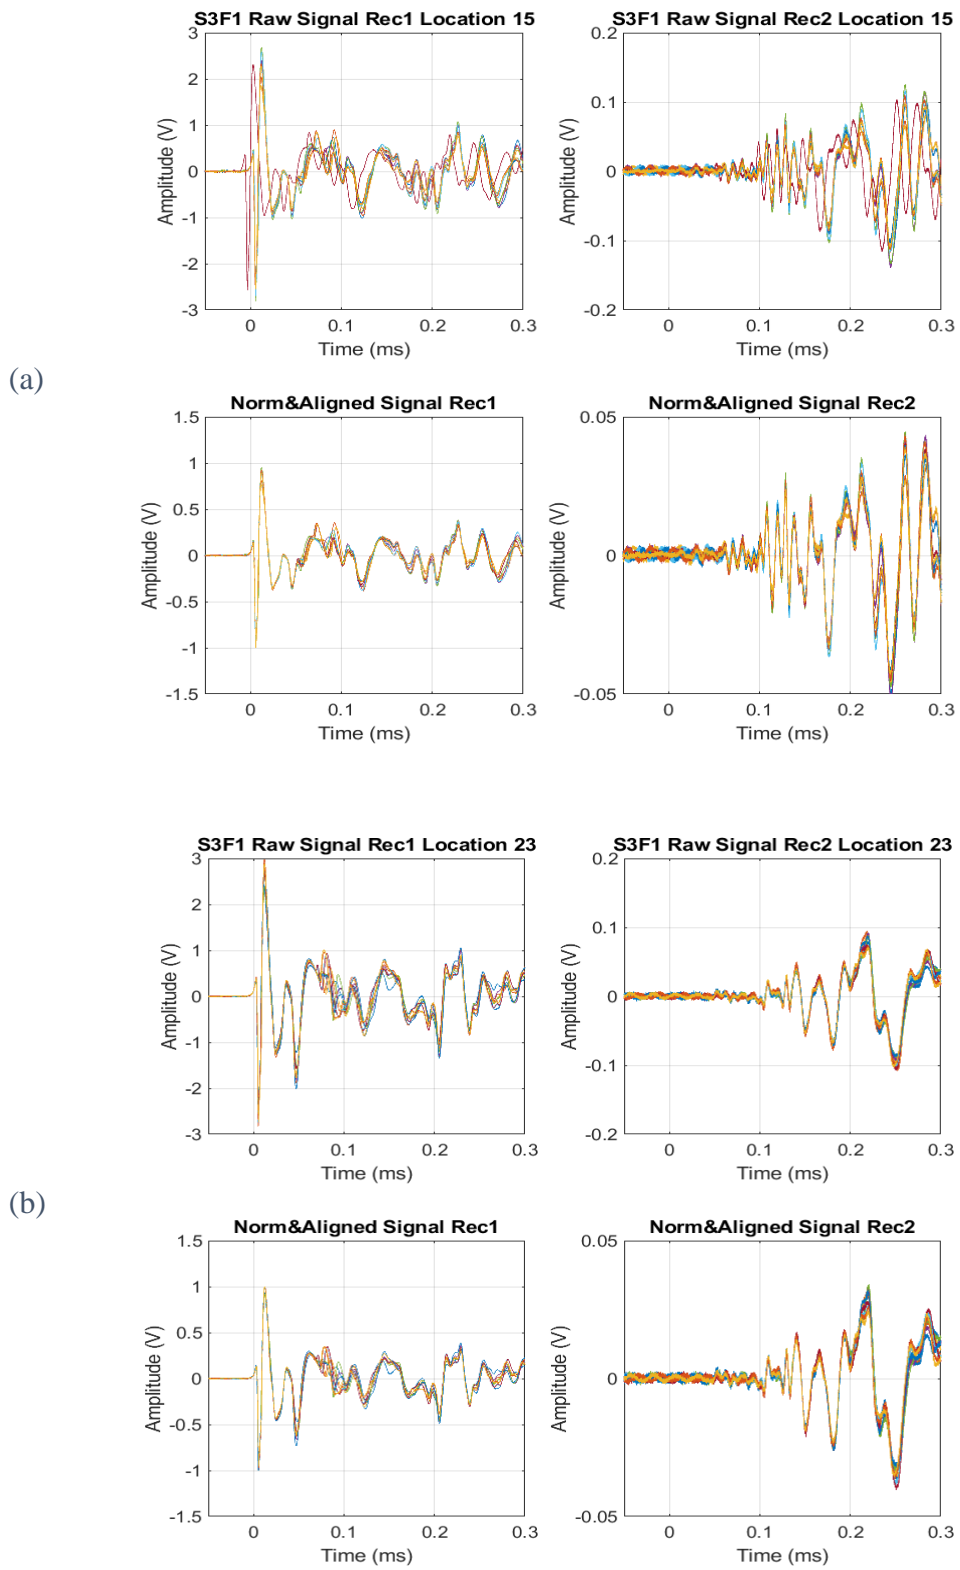 S3F1 Raw Signal Rec1 Location 15
3
2
1
0
-1
-2
-3
Amplitude (V)
0 0.1 0.2 0.3
Time (ms)
S3F1 Raw Signal Rec2 Location 15
0.2
0.1
0
-0.1
-0.2
Amplitude (V)
0 0.1 0.2 0.3
Time (ms)
(a)
Norm&Aligned Signal Rec1
1.5
1
0.5
0
-0.5
-1
-1.5
Amplitude (V)
0 0.1 0.2 0.3
Time (ms)
Norm&Aligned Signal Rec2
0.05
0
-0.05
Amplitude (V)
0 0.1 0.2 0.3
Time (ms)
S3F1 Raw Signal Rec1 Location 23
3
2
1
0
-1
-2
-3
Amplitude (V)
0 0.1 0.2 0.3
Time (ms)
S3F1 Raw Signal Rec2 Location 23
0.2
0.1
0
-0.1
-0.2
Amplitude (V)
0 0.1 0.2 0.3
Time (ms)
(b)
Norm&Aligned Signal Rec1
1.5
1
0.5
0
-0.5
-1
-1.5
Amplitude (V)
0 0.1 0.2 0.3
Time (ms)
Norm&Aligned Signal Rec2
0.05
0
-0.05
Amplitude (V)
0 0.1 0.2 0.3
Time (ms)